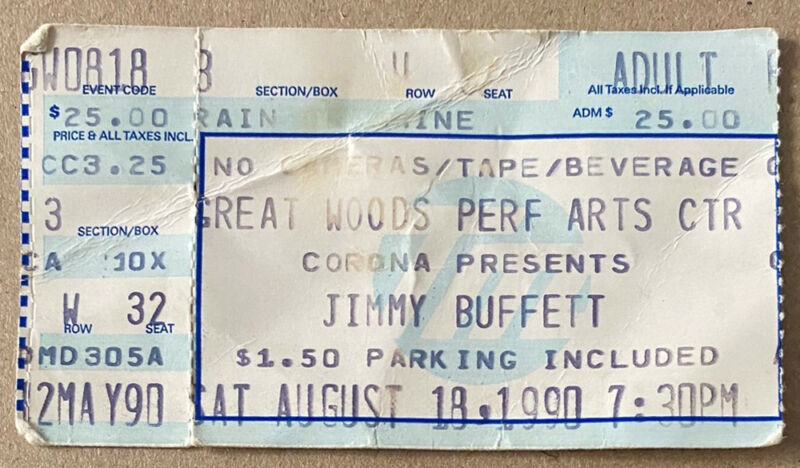 GW0818
EVENT CODE
$25.00
PRICE & ALL TAXES INCL.
CC3.25
3
SECTION/BOX
CA 10X
W 32
ROW SEAT
MD305A
12MAY90
3 ADULT
SECTION/BOX ROW SEAT All Taxes Incl. If Applicable
RAIN INE ADM $ 25.00
NO CAMERAS/TAPE/BEVERAGE
GREAT WOODS PERF ARTS CTR
CORONA PRESENTS
JIMMY BUFFETT
$1.50 PARKING INCLUDED
SAT AUGUST 18.1990 7:30PM